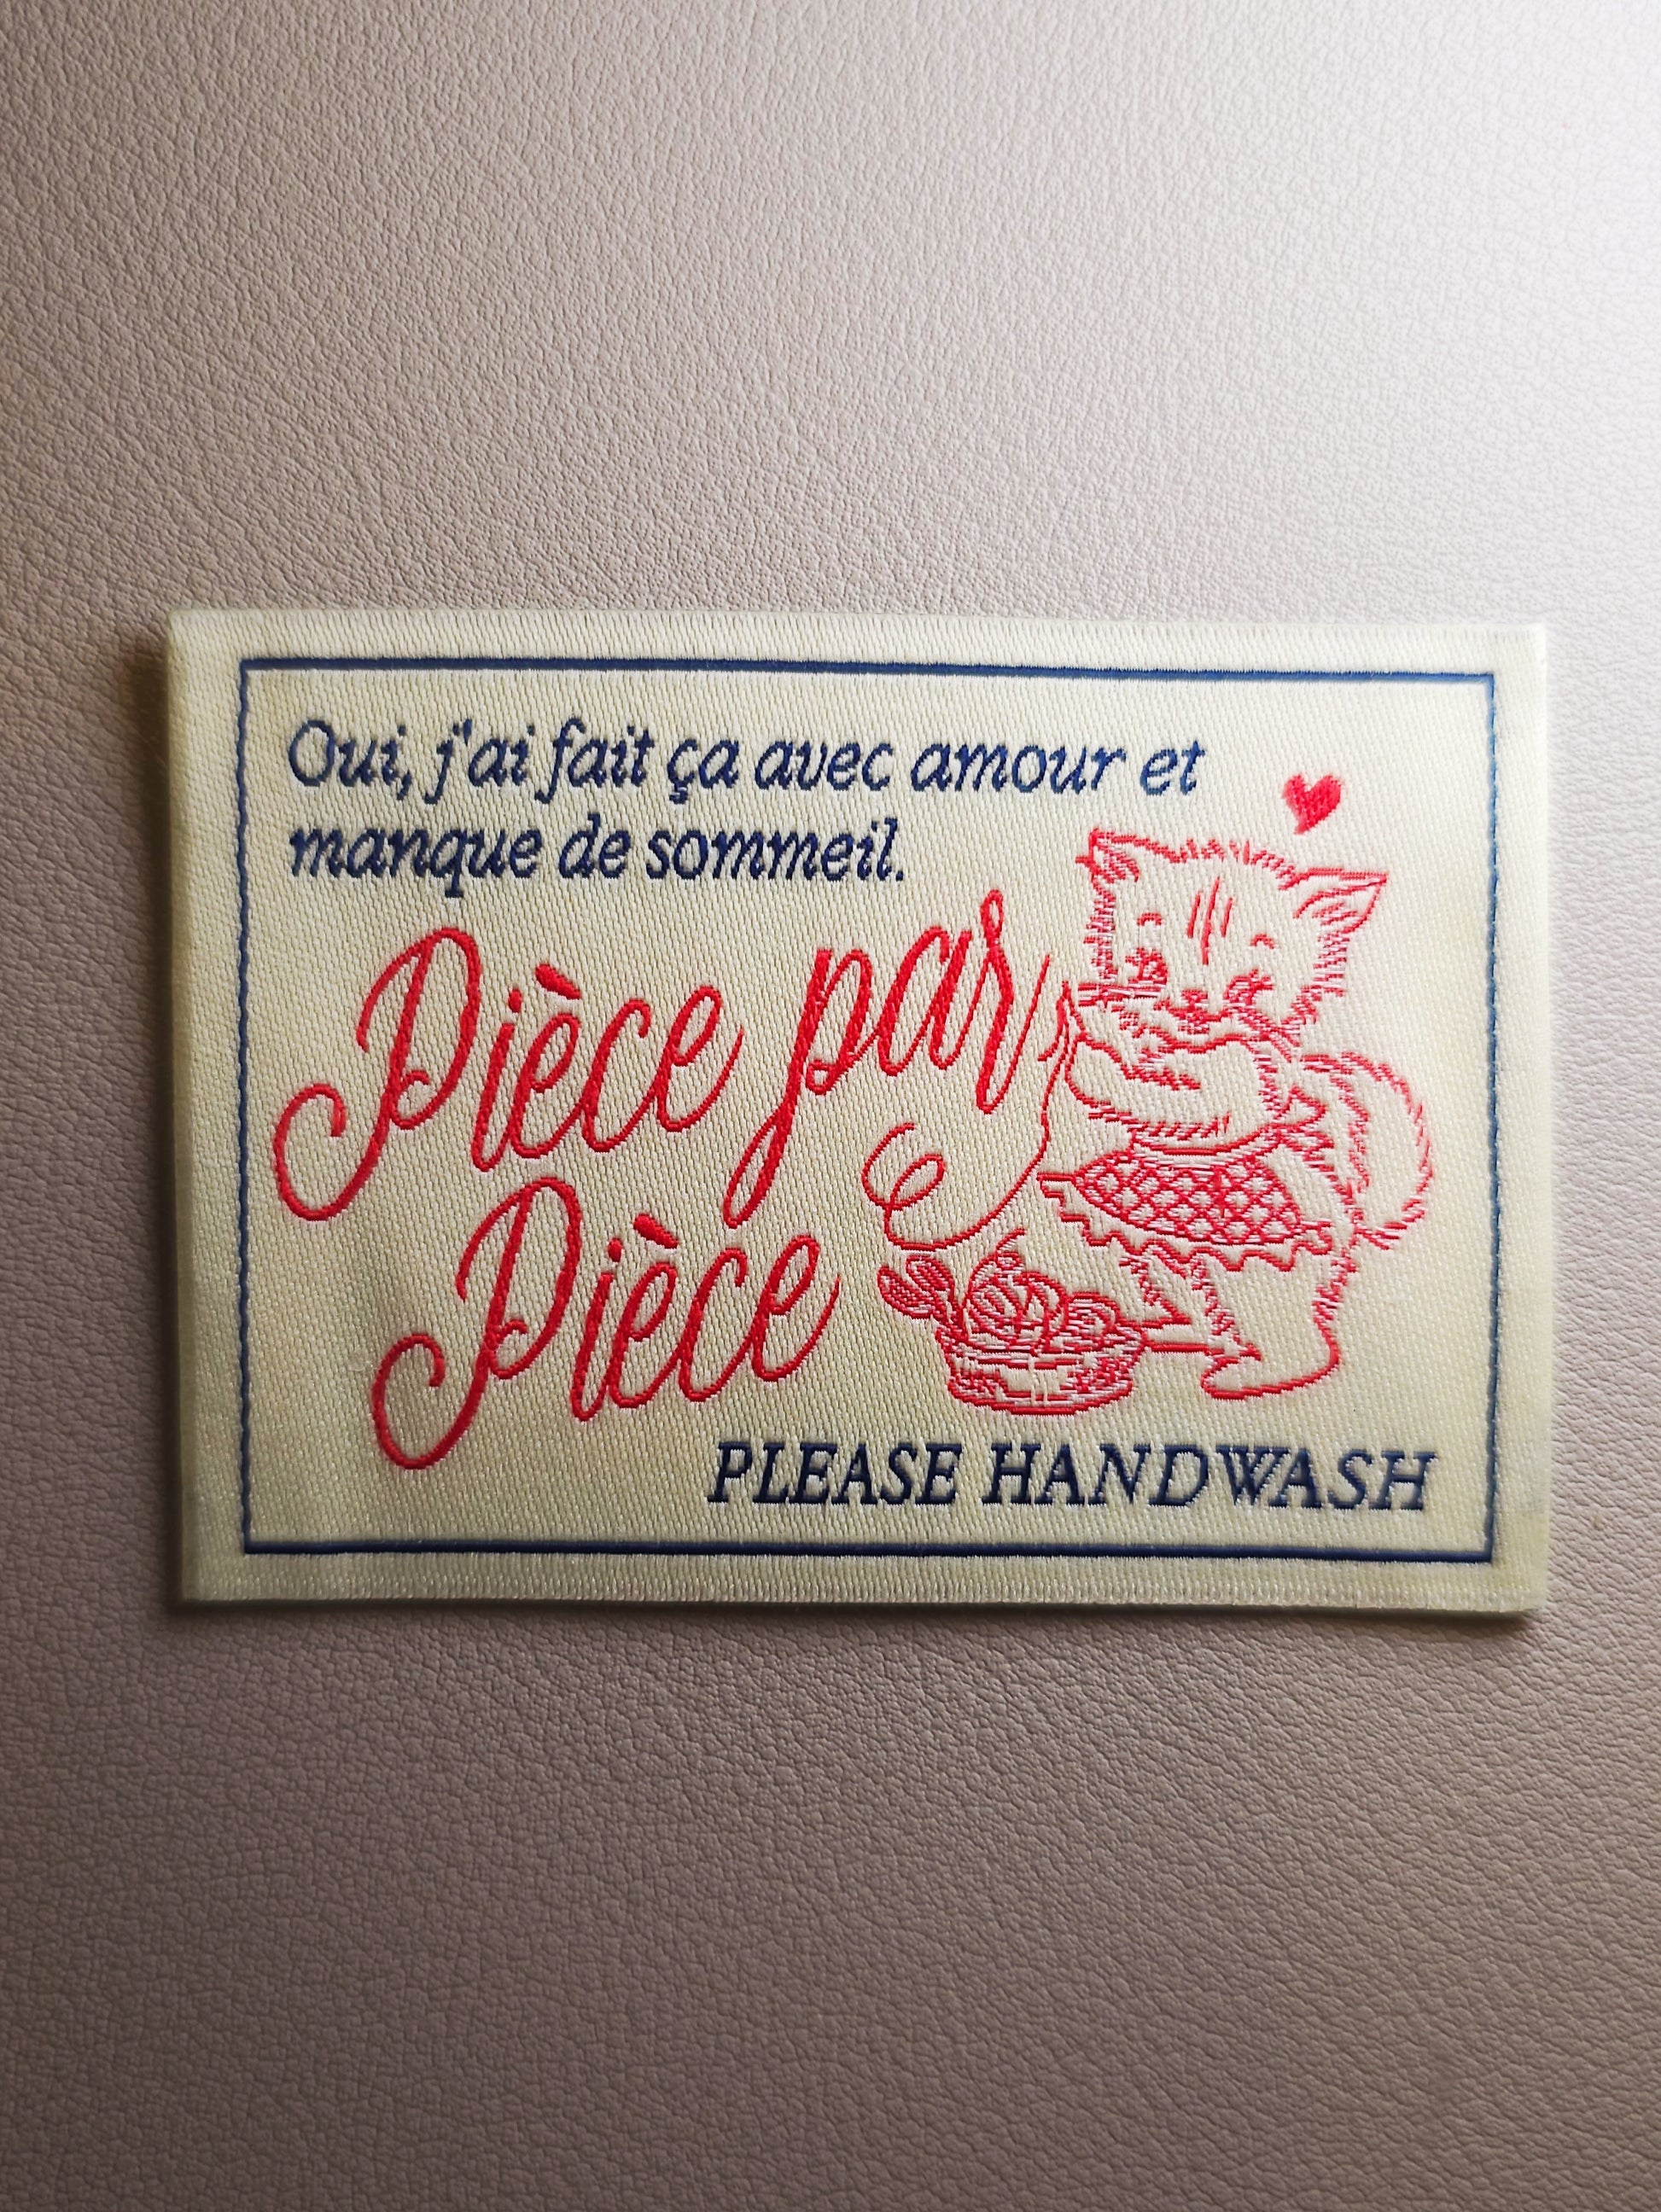 Oui, j'ai fait ça avec amour et
manque de sommeil.
Pièce par
Pièce
PLEASE HANDWASH